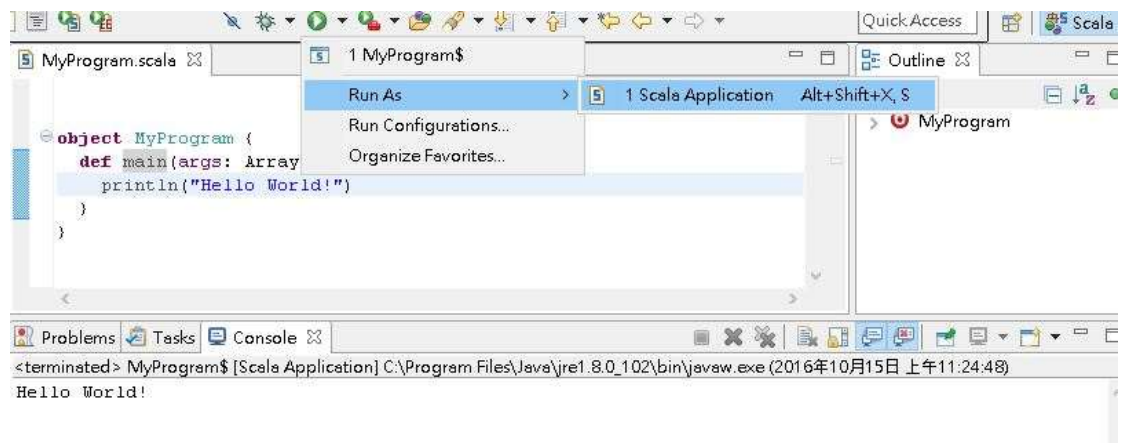 Quick Access
Scala
MyProgram.scala
1 MyProgram$
Outline
Run As
1 Scala Application Alt+Shift+X, S
Run Configurations...
Organize Favorites...
MyProgram
object MyProgram {
def main(args: Array
println("Hello World!")
}
}
Problems Tasks Console
<terminated> MyProgram$ [Scala Application] C:\Program Files\Java\jre1.8.0_102\bin\javaw.exe (2016年10月15日 上午11:24:48)
Hello World!